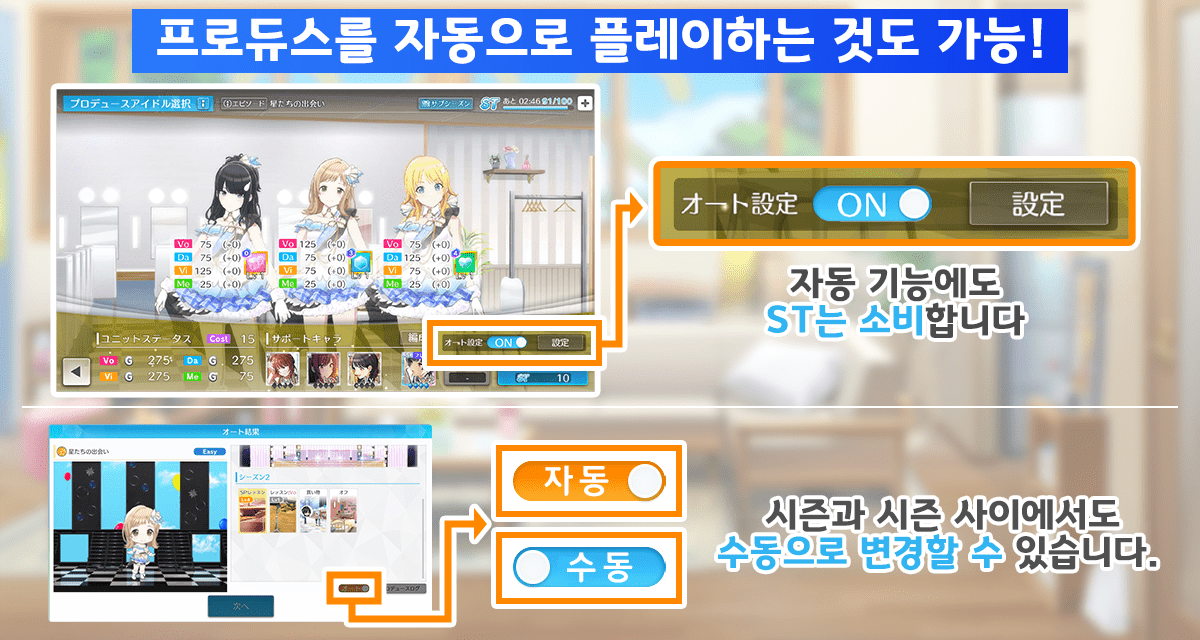 프로듀스를 자동으로 플레이하는 것도 가능!
プロデュースアイドル選択 i
ⓘエピソード 星たちの出会い
サブシーズン
ST あと 02:46 91/100 +
Vo 75 (+0)
Da 75 (+0)
Vi 125 (+0)
Me 25 (+0)
Vo 125 (+0)
Da 75 (+0)
Vi 75 (+0)
Me 25 (+0)
Vo 75 (+0)
Da 125 (+0)
Vi 75 (+0)
Me 25 (+0)
ユニットステータス Cost 15
サポートキャラ
Vo G 275 Da G 275
Vi G 275 Me G 75
オート設定 ON 設定
ST 10
オート設定 ON 設定
자동 기능에도
ST는 소비합니다
オート結果
星たちの出会い Easy
シーズン2
SPレッスン
レッスン
買い物
オフ
オート
次へ
자동
수동
시즌과 시즌 사이에서도
수동으로 변경할 수 있습니다.